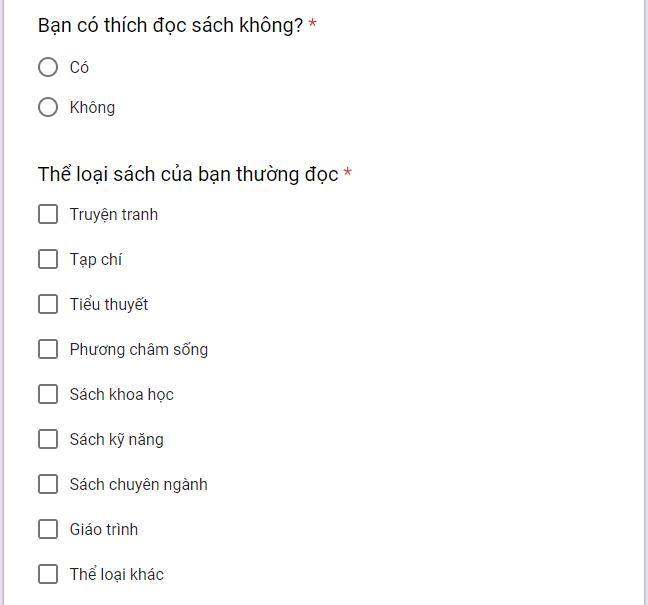 Bạn có thích đọc sách không? *
Có
Không
Thể loại sách của bạn thường đọc *
Truyện tranh
Tạp chí
Tiểu thuyết
Phương châm sống
Sách khoa học
Sách kỹ năng
Sách chuyên ngành
Giáo trình
Thể loại khác